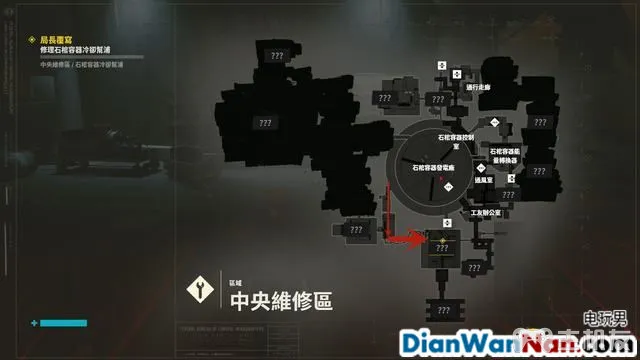 局長覆寫
修理石棺容器冷卻幫浦
中央維修區 / 石棺容器冷卻幫浦
???
???
???
???
通行走廊
???
石棺容器控制室
石棺容器能量轉換器
石棺容器發電廠
通風室
???
???
工友辦公室
???
???
???
???
區域
中央維修區
电玩男
DianWanNan.com